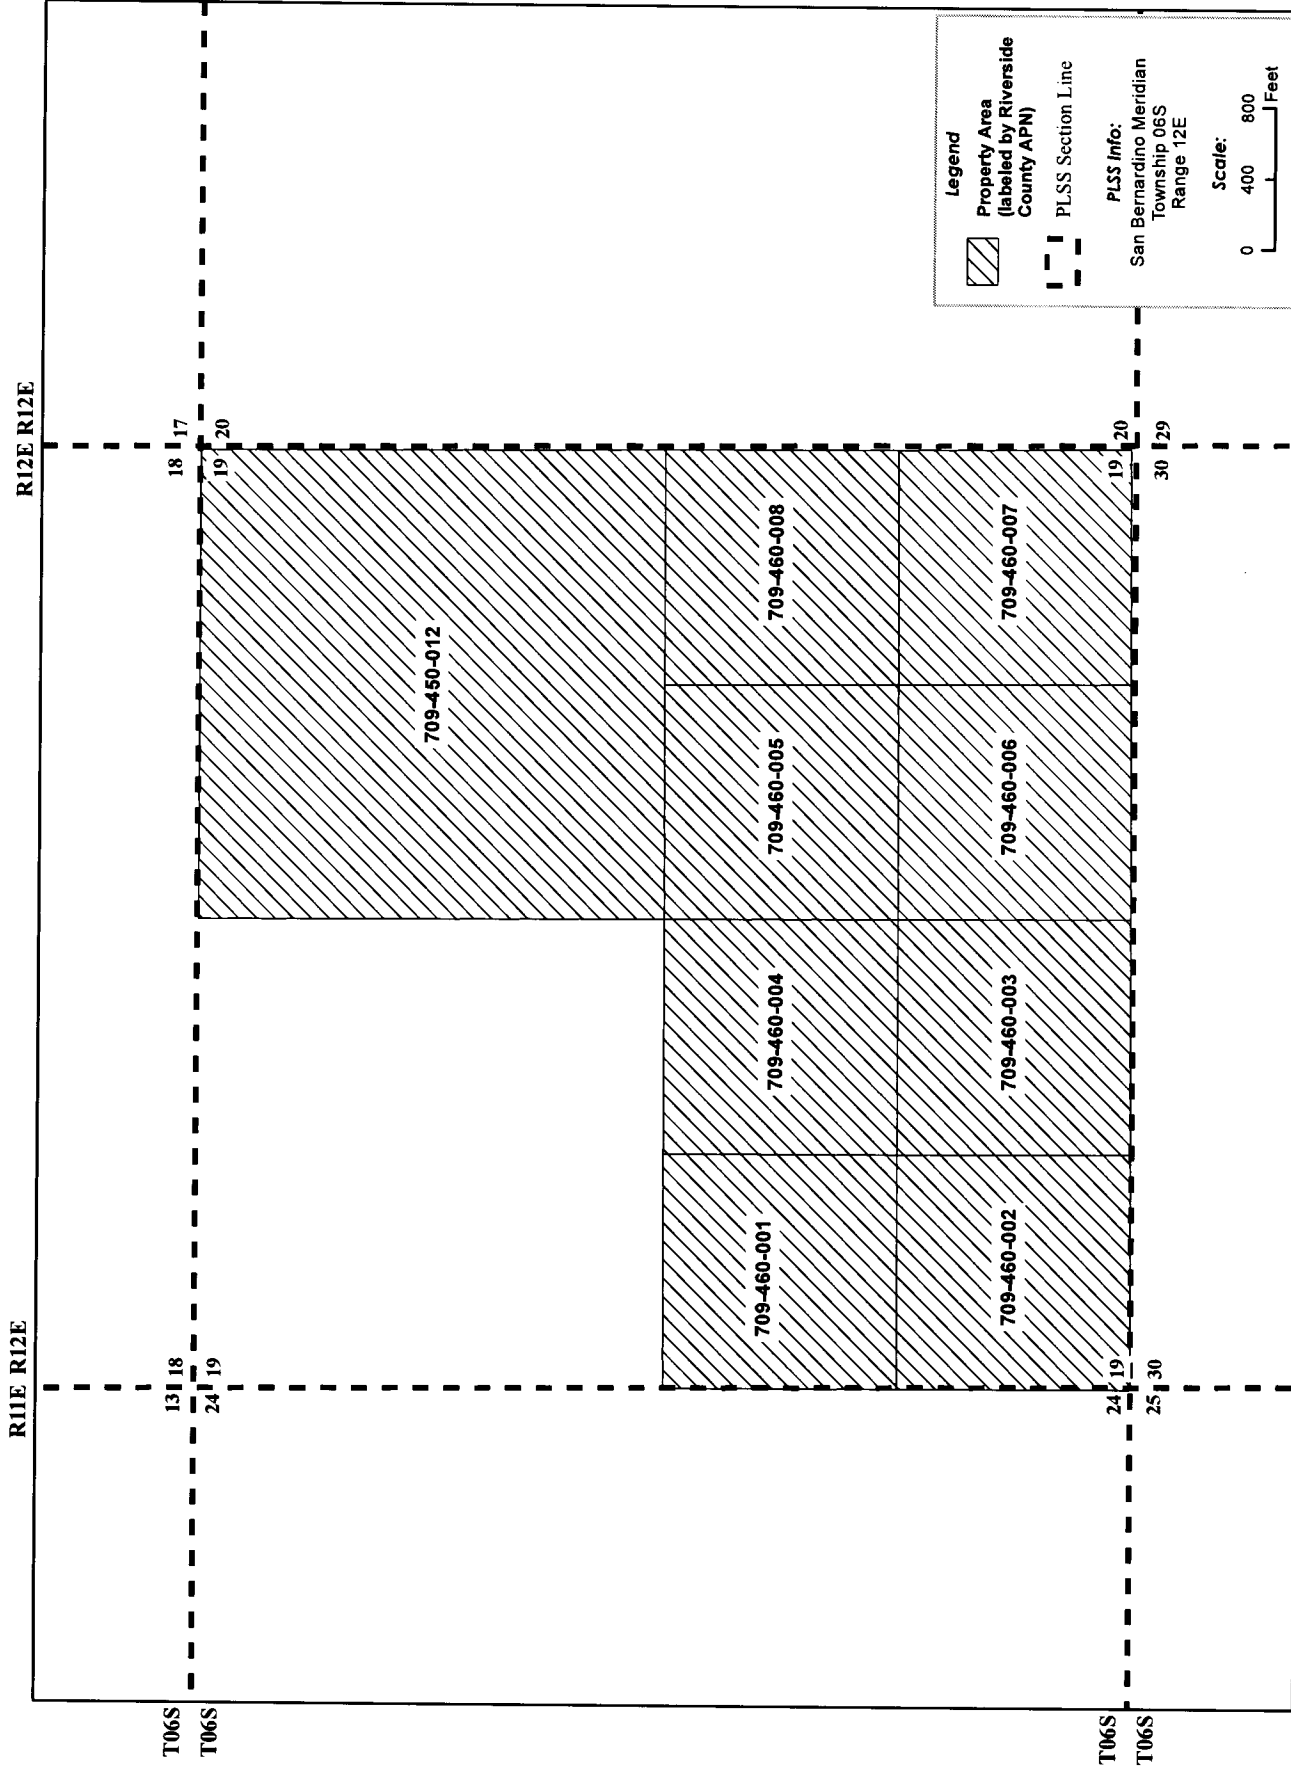 R11E R12E
R12E R12E
T06S
13 18
18 17
T06S
24 19
19 20
709-450-012
709-460-001
709-460-004
709-460-005
709-460-008
709-460-002
709-460-003
709-460-006
709-460-007
T06S
24 19
19 20
T06S
25 30
30 29
Legend
Property Area
(labeled by Riverside
County APN)
PLSS Section Line
PLSS Info:
San Bernardino Meridian
Township 06S
Range 12E
Scale:
0 400 800
Feet